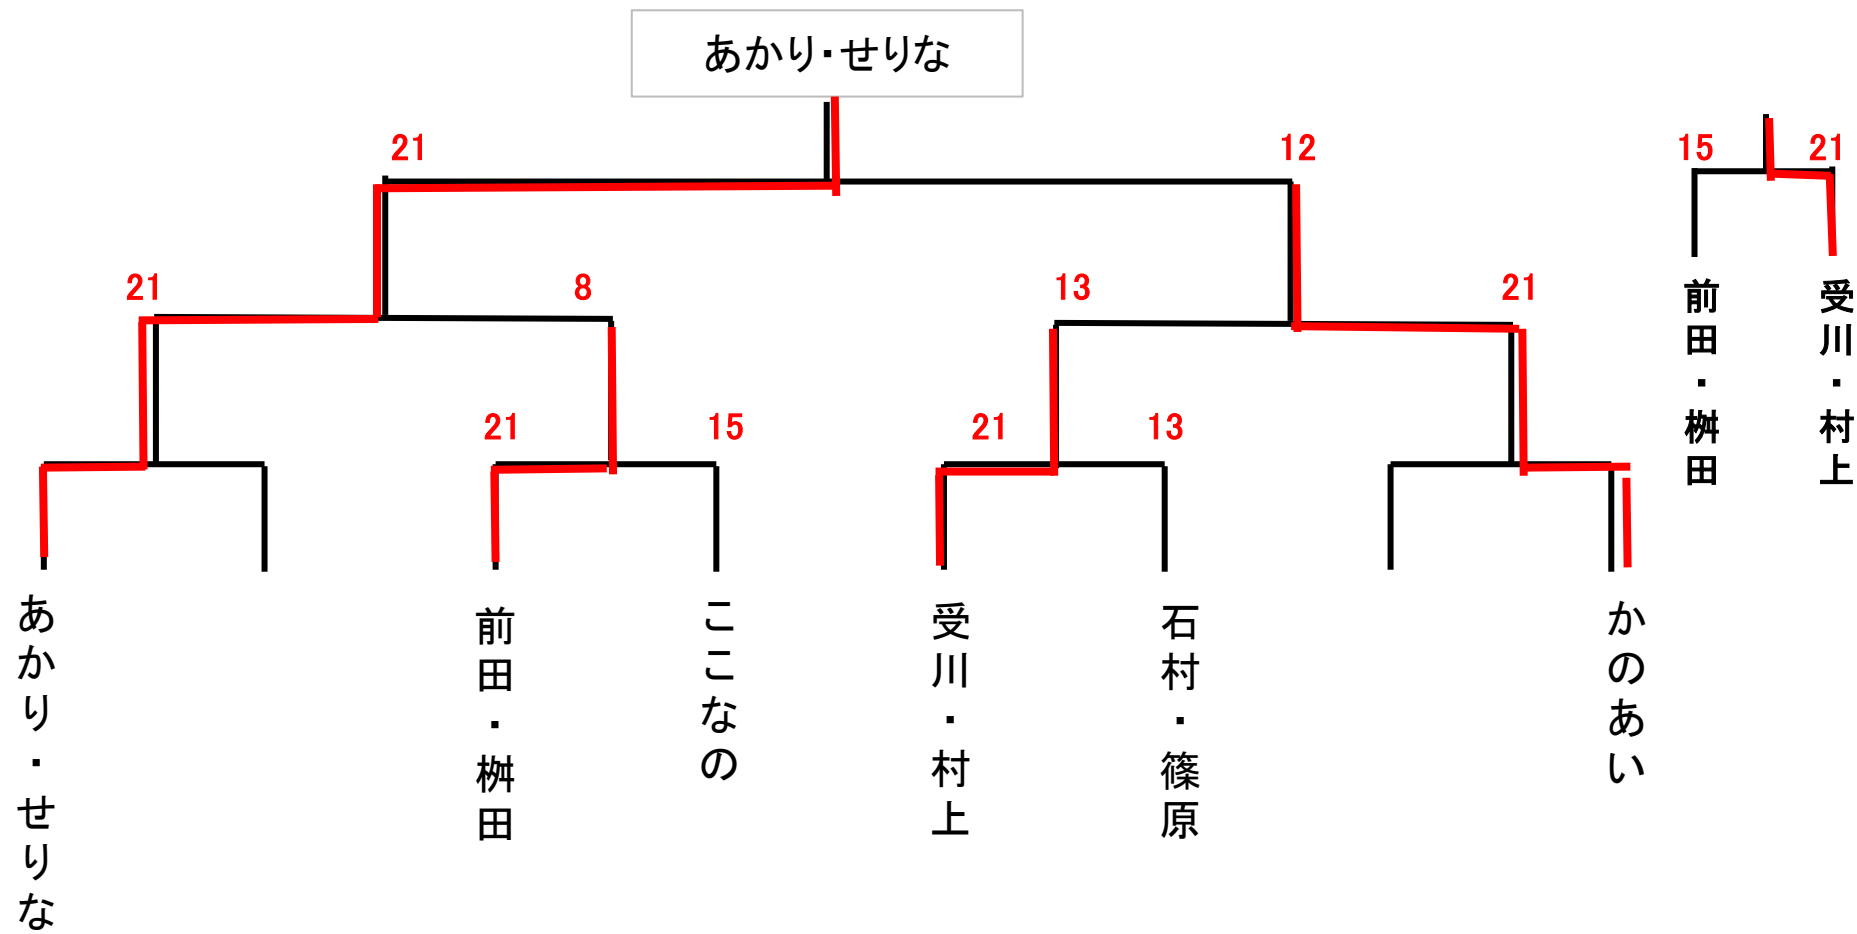 あかり・せりな
21
12
15
21
21
8
13
21
前田・桝田
受川・村上
21
15
21
13
あかり・せりな
前田・桝田
ここなの
受川・村上
石村・篠原
かのあい